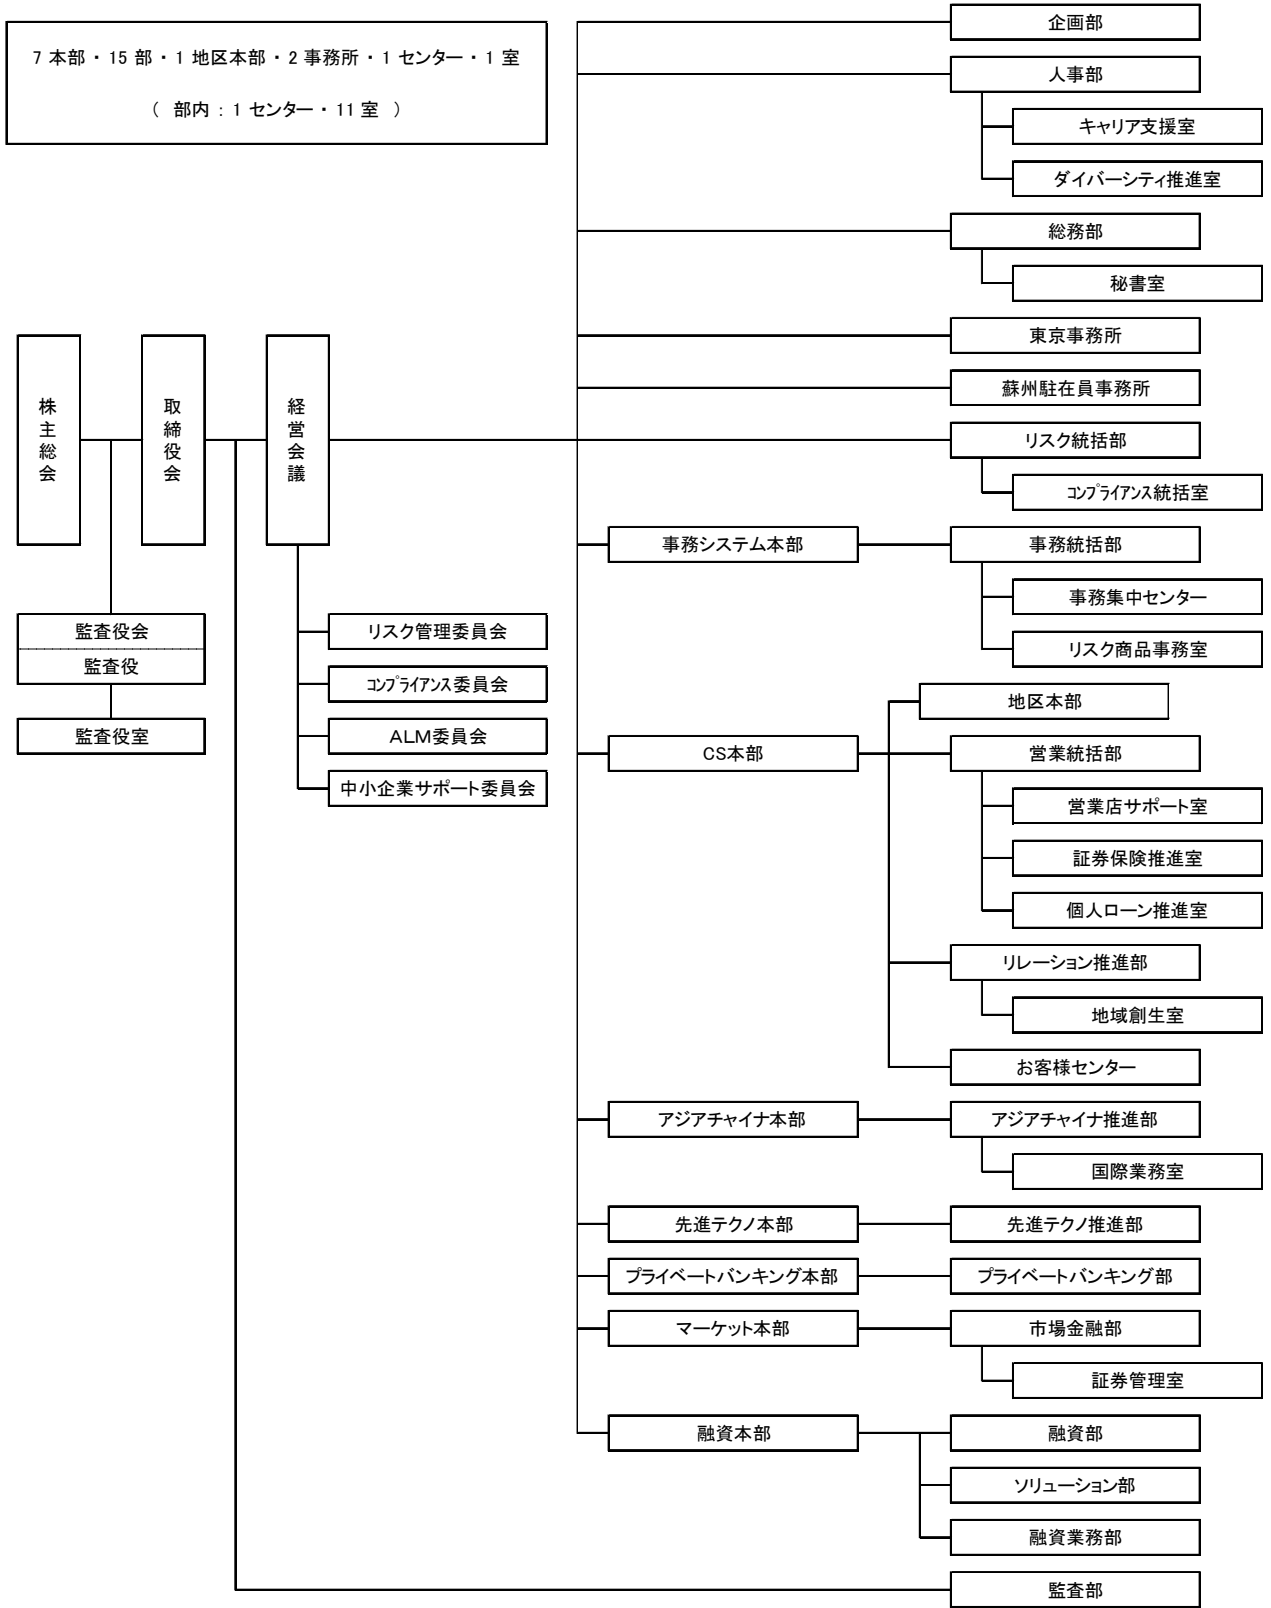 7 本部 ・ 15 部 ・ 1 地区本部 ・ 2 事務所 ・ 1 センター ・ 1 室
（ 部内 : 1 センター ・ 11 室 ）
株主総会
取締役会
経営会議
監査役会
監査役
監査役室
リスク管理委員会
コンプライアンス委員会
ALM委員会
中小企業サポート委員会
企画部
人事部
キャリア支援室
ダイバーシティ推進室
総務部
秘書室
東京事務所
蘇州駐在員事務所
リスク統括部
コンプライアンス統括室
事務システム本部
事務統括部
事務集中センター
リスク商品事務室
地区本部
CS本部
営業統括部
営業店サポート室
証券保険推進室
個人ローン推進室
リレーション推進部
地域創生室
お客様センター
アジアチャイナ本部
アジアチャイナ推進部
国際業務室
先進テクノ本部
先進テクノ推進部
プライベートバンキング本部
プライベートバンキング部
マーケット本部
市場金融部
証券管理室
融資本部
融資部
ソリューション部
融資業務部
監査部